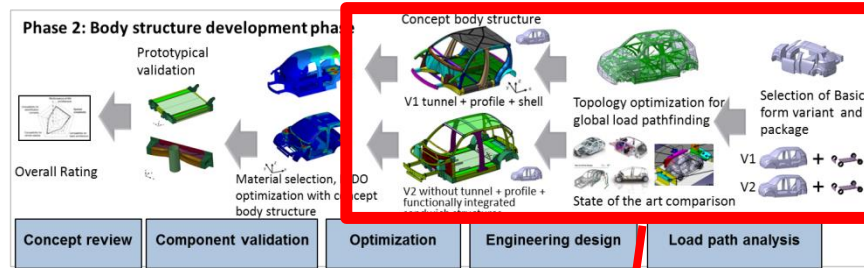 Phase 2: Body structure development phase
Concept body structure
Prototypical
validation
V1 tunnel + profile + shell
Topology optimization for
global load pathfinding
Selection of Basic
form variant and
package
Overall Rating
Material selection,
optimization with concept
body structure
V2 without tunnel + profile +
functionally integrated
State of the art comparison
V1
+
V2
+
Concept review
Component validation
Optimization
Engineering design
Load path analysis